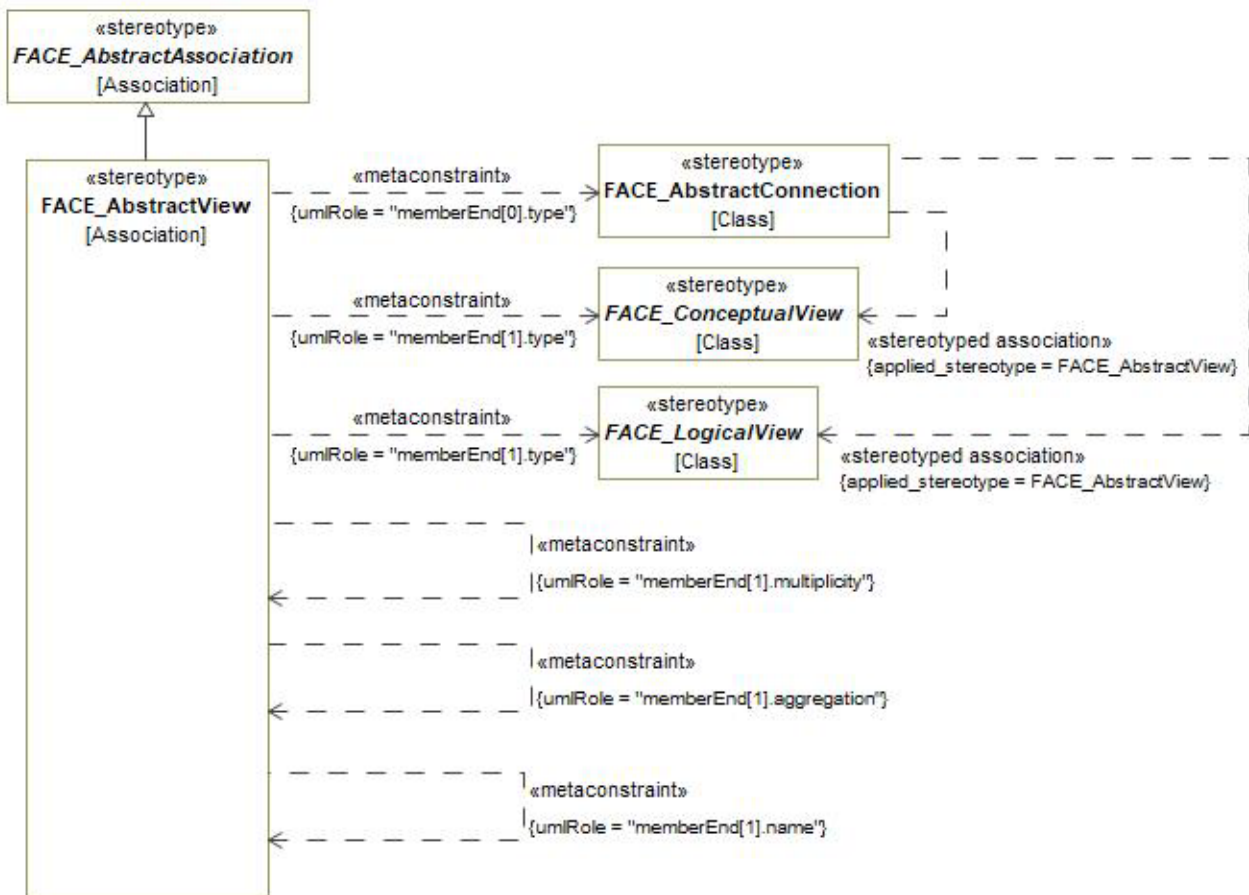 «stereotype»
FACE_AbstractAssociation
[Association]
«stereotype»
FACE_AbstractView
[Association]
«metaconstraint»
{umlRole = "memberEnd[0].type"}
«stereotype»
FACE_AbstractConnection
[Class]
«metaconstraint»
{umlRole = "memberEnd[1].type"}
«stereotype»
FACE_ConceptualView
[Class]
«stereotyped association»
{applied_stereotype = FACE_AbstractView}
«metaconstraint»
{umlRole = "memberEnd[1].type"}
«stereotype»
FACE_LogicalView
[Class]
«stereotyped association»
{applied_stereotype = FACE_AbstractView}
«metaconstraint»
{umlRole = "memberEnd[1].multiplicity"}
«metaconstraint»
{umlRole = "memberEnd[1].aggregation"}
«metaconstraint»
{umlRole = "memberEnd[1].name"}